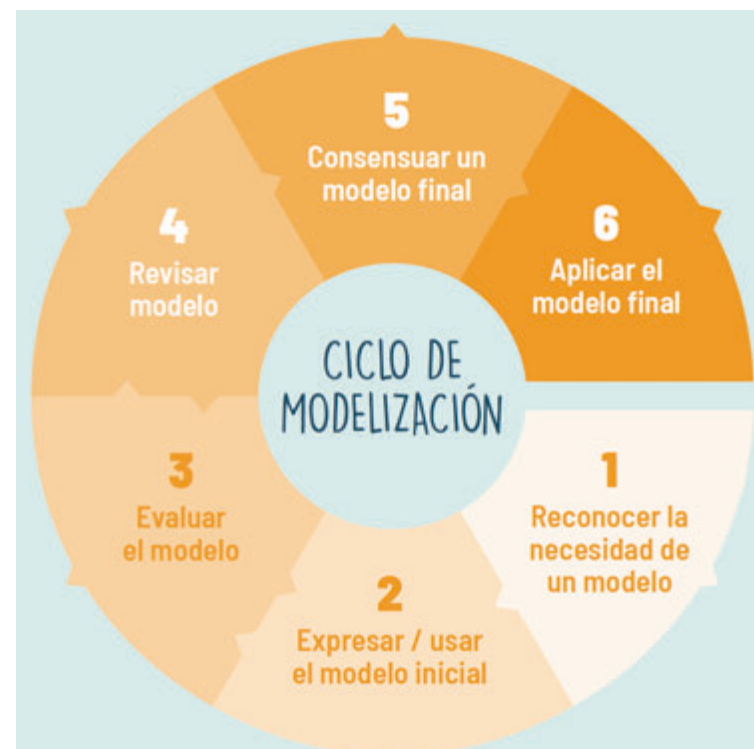 CICLO DE
MODELIZACIÓN
1
Reconocer la
necesidad de
un modelo
2
Expresar / usar
el modelo inicial
3
Evaluar
el modelo
4
Revisar
modelo
5
Consensuar un
modelo final
6
Aplicar el
modelo final